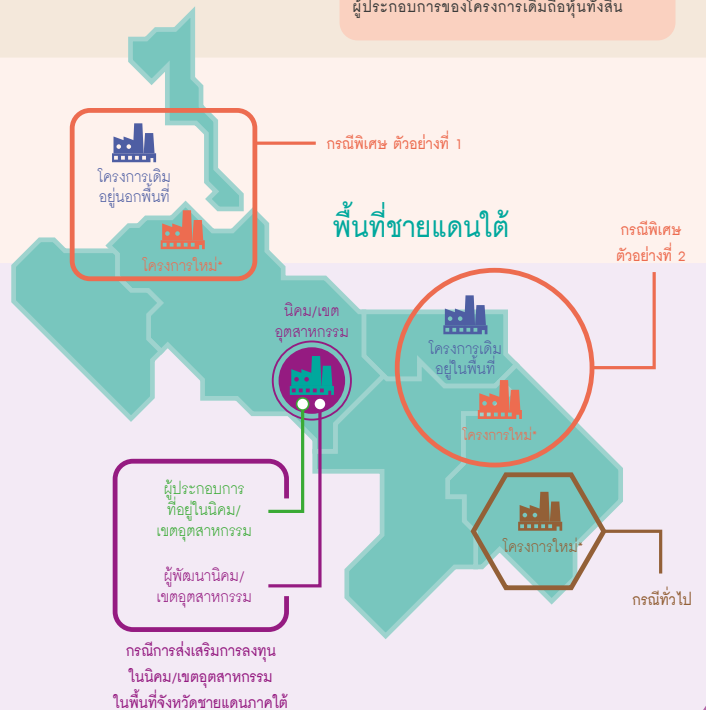 ผู้ประกอบการของโครงการเดิมถือหุ้นทั้งสิ้น
กรณีพิเศษ ตัวอย่างที่ 1
โครงการเดิม
อยู่นอกพื้นที่
โครงการใหม่*
พื้นที่ชายแดนใต้
กรณีพิเศษ
ตัวอย่างที่ 2
นิคม/เขต
อุตสาหกรรม
โครงการเดิม
อยู่ในพื้นที่
โครงการใหม่*
ผู้ประกอบการ
ที่อยู่ในนิคม/
เขตอุตสาหกรรม
ผู้พัฒนานิคม/
เขตอุตสาหกรรม
โครงการใหม่*
กรณีทั่วไป
กรณีการส่งเสริมการลงทุน
ในนิคม/เขตอุตสาหกรรม
ในพื้นที่จังหวัดชายแดนภาคใต้